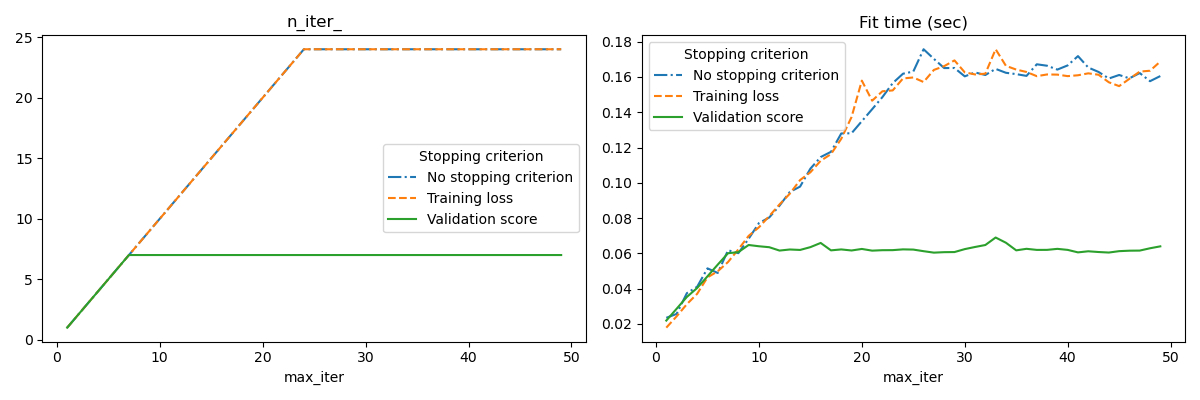 n_iter_
25
20
15
10
5
0
Stopping criterion
No stopping criterion
Training loss
Validation score
0 10 20 30 40 50
max_iter
Fit time (sec)
0.18
0.16
0.14
0.12
0.10
0.08
0.06
0.04
0.02
Stopping criterion
No stopping criterion
Training loss
Validation score
0 10 20 30 40 50
max_iter